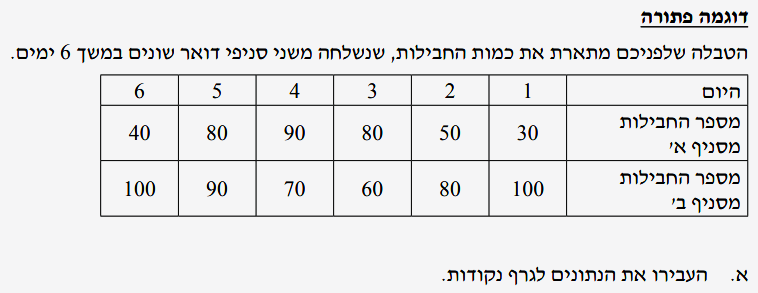 דוגמה פתורה
הטבלה שלפניכם מתארת את כמות החבילות, שנשלחה משני סניפי דואר שונים במשך 6 ימים.
היום 1 2 3 4 5 6
מספר החבילות
מסניף א' 30 50 80 90 80 40
מספר החבילות
מסניף ב' 100 80 60 70 90 100
א. העבירו את הנתונים לגרף נקודות.